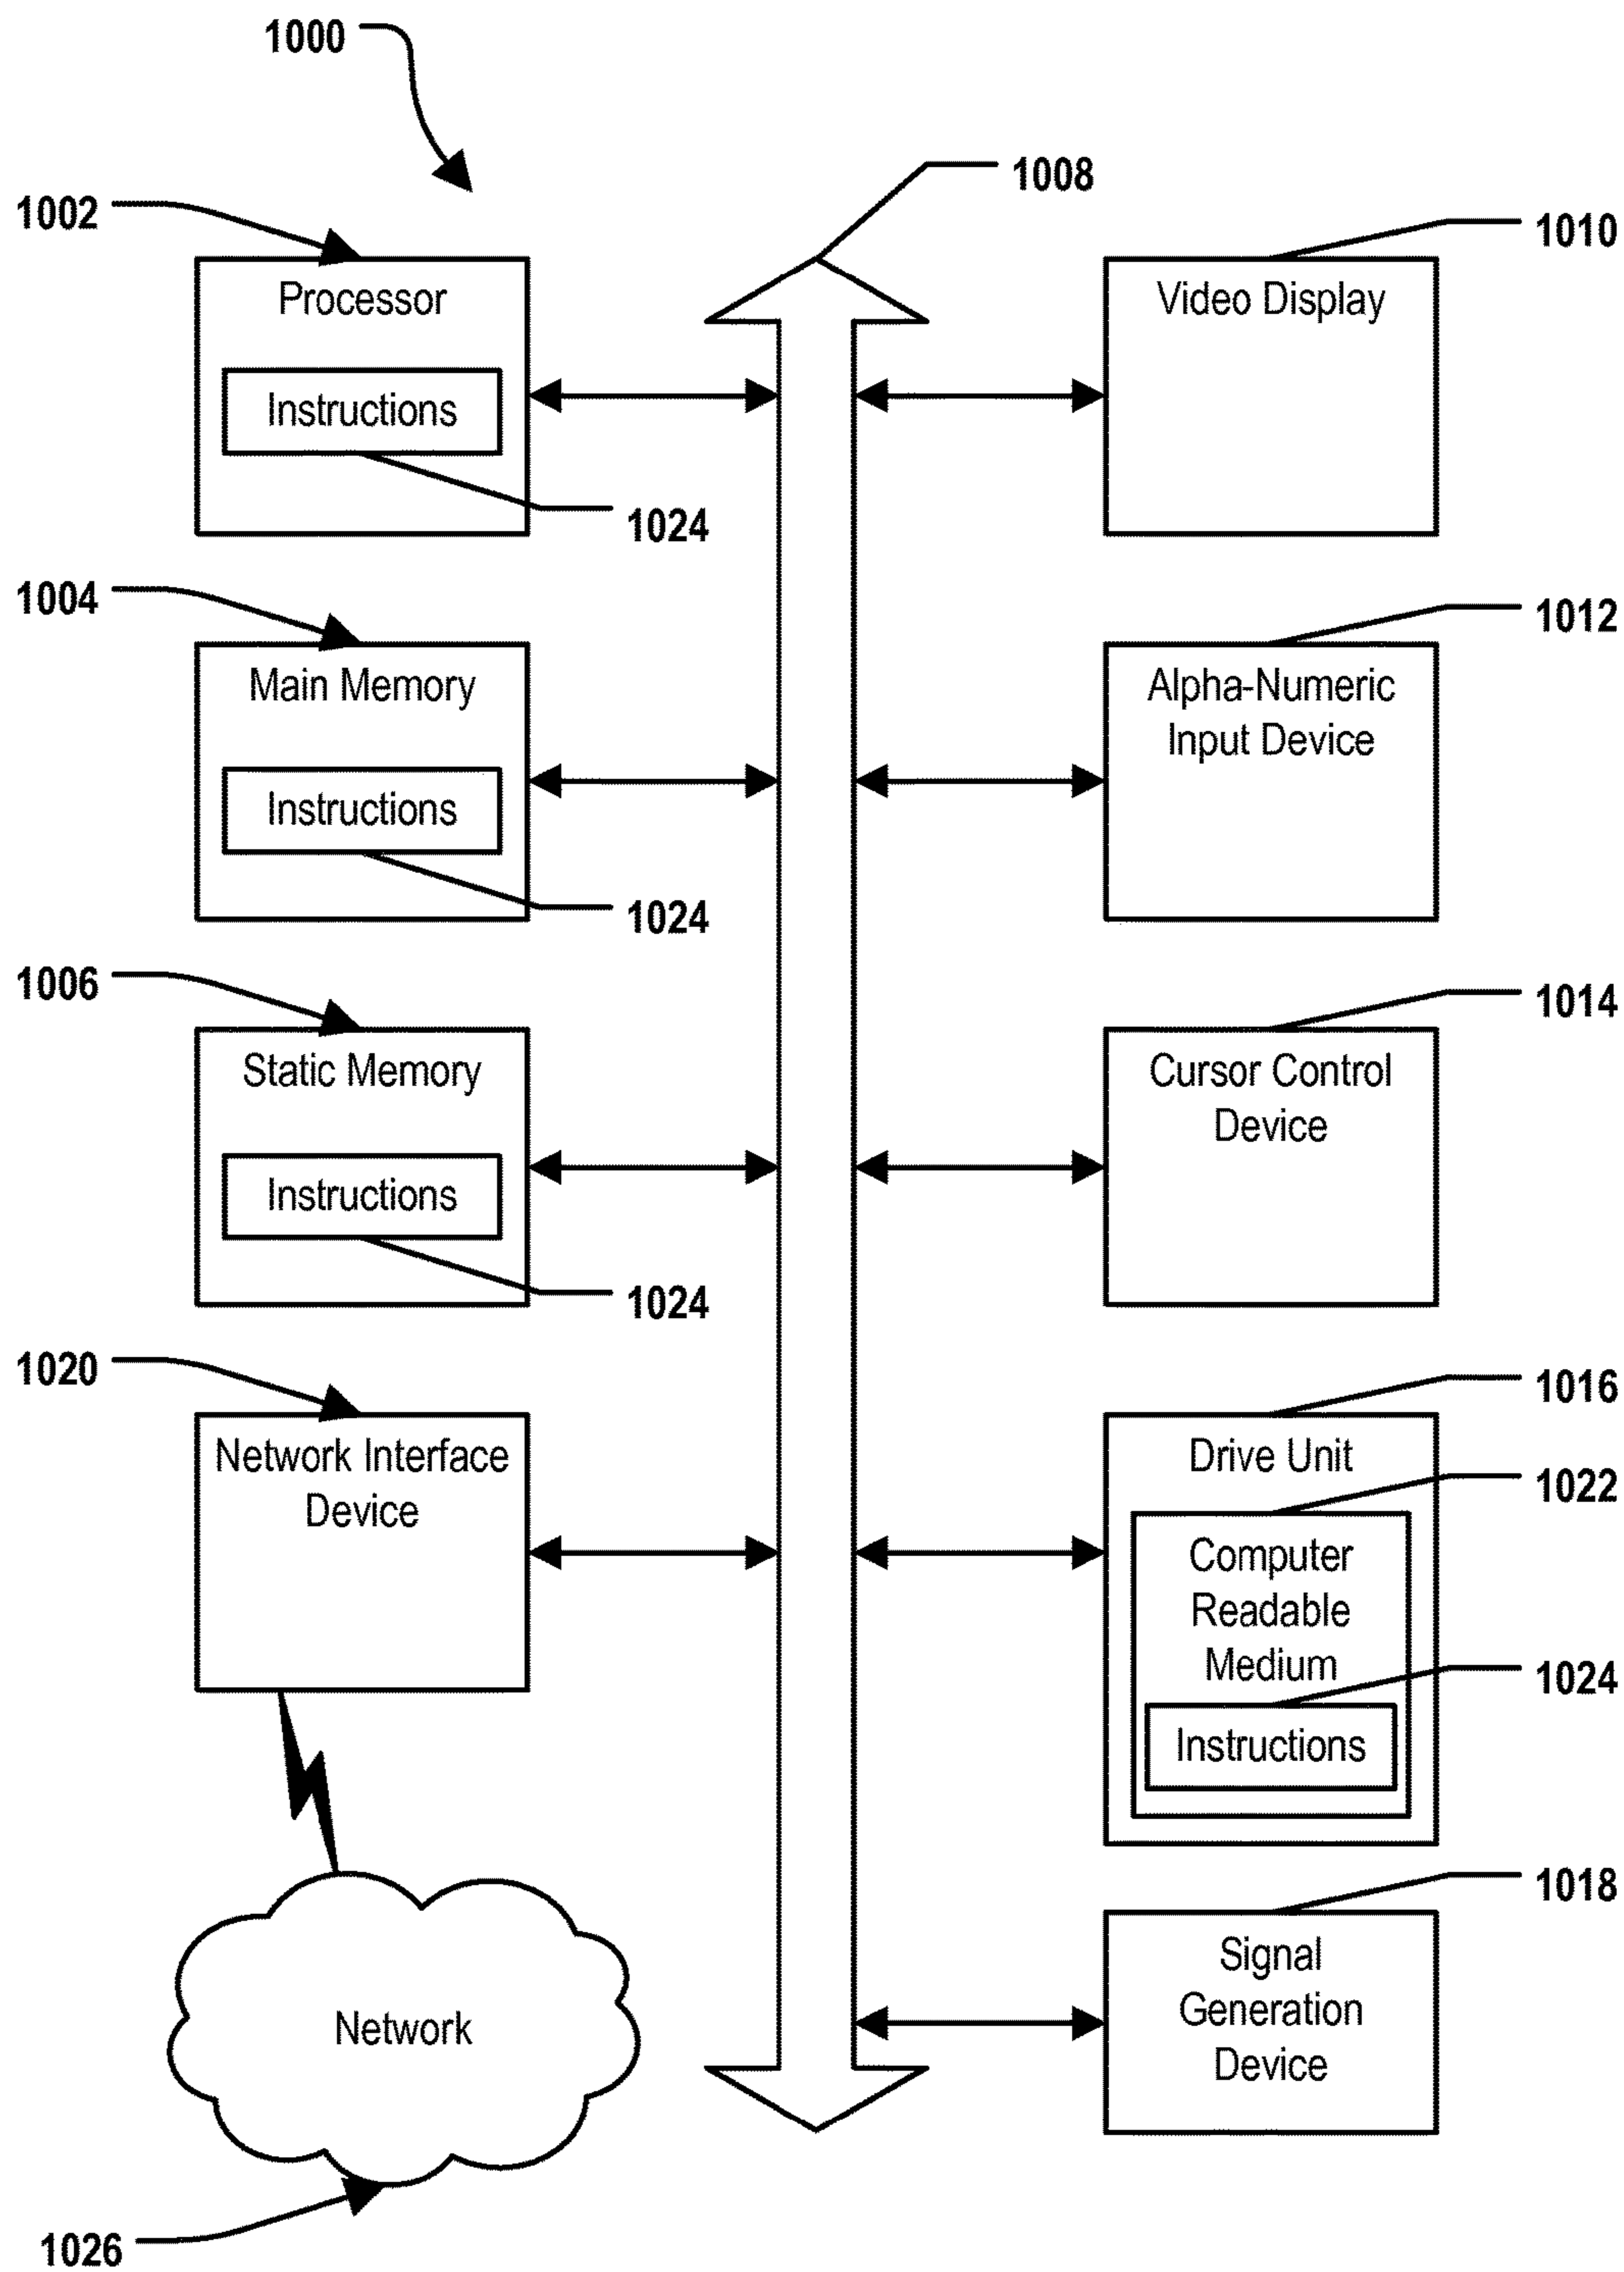 1000
1008
1002
1010
Processor
Video Display
Instructions
1024
1004
1012
Main Memory
Alpha-Numeric
Input Device
Instructions
1024
1006
1014
Static Memory
Cursor Control
Device
Instructions
1024
1020
1016
Network Interface
Device
Drive Unit
1022
Computer
Readable
Medium
1024
Instructions
1018
Signal
Generation
Device
Network
1026